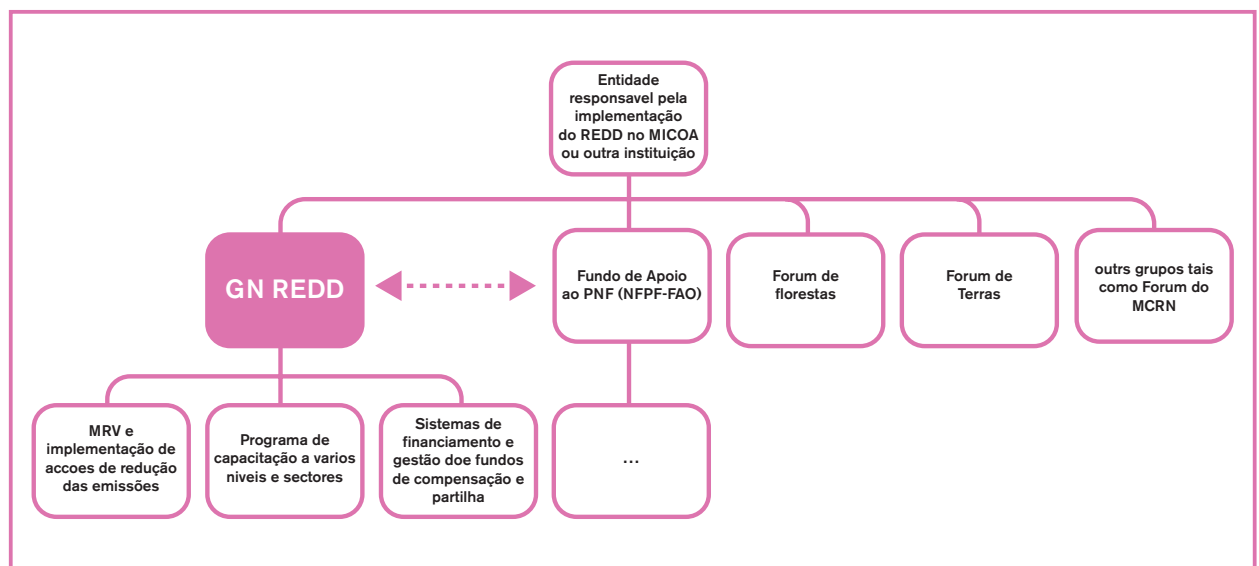 Entidade
responsavel pela
implementação
do REDD no MICOA
ou outra instituição
GN REDD
Fundo de Apoio
ao PNF (NFPF-FAO)
Forum de
florestas
Forum de
Terras
outrs grupos tais
como Forum do
MCRN
MRV e
implementação de
accoes de redução
das emissões
Programa de
capacitação a varios
niveis e sectores
Sistemas de
financiamento e
gestão doe fundos
de compensação e
partilha
...